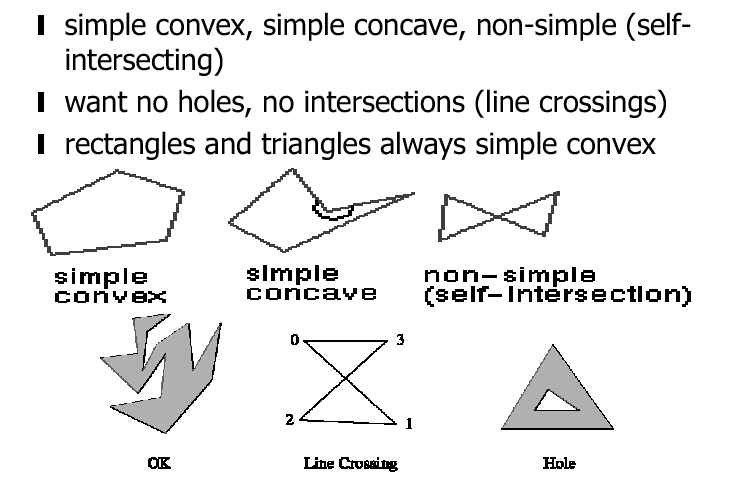 simple convex, simple concave, non-simple (self-
intersecting)
want no holes, no intersections (line crossings)
rectangles and triangles always simple convex
simple
convex
simple
concave
non-simple
(self-intersection)
0
3
2
1
OK
Line Crossing
Hole